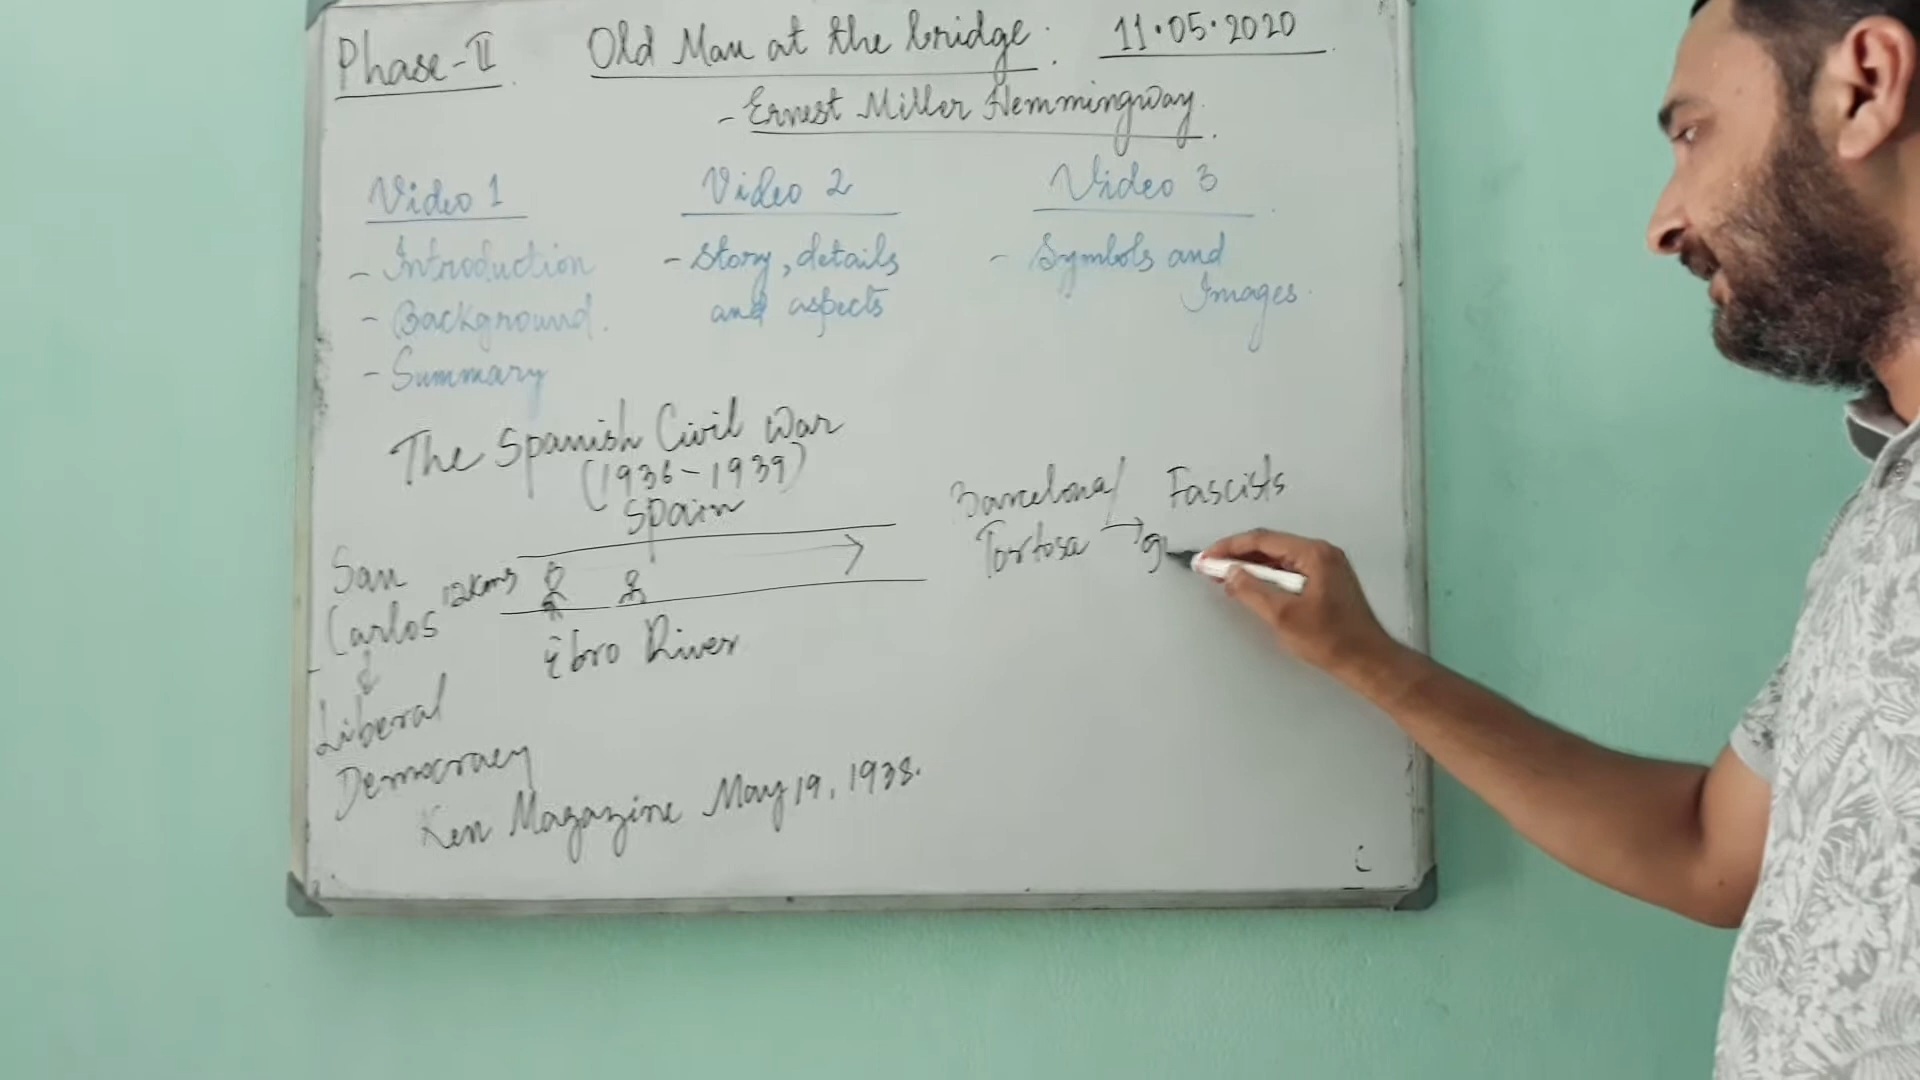 Phase-II
Old Man at the bridge.
11.05.2020
- Ernest Miller Hemmingway.
Video 1
- Introduction
- Background.
- Summary
Video 2
- Story, details
and aspects
Video 3
- Symbols and
Images.
The Spanish Civil War
(1936-1939)
Spain
San
Carlos
12Kms
Ebro River
Liberal
Democracy
Barcelona/
Tortosa →
Fascists
Ken Magazine May 19, 1938.